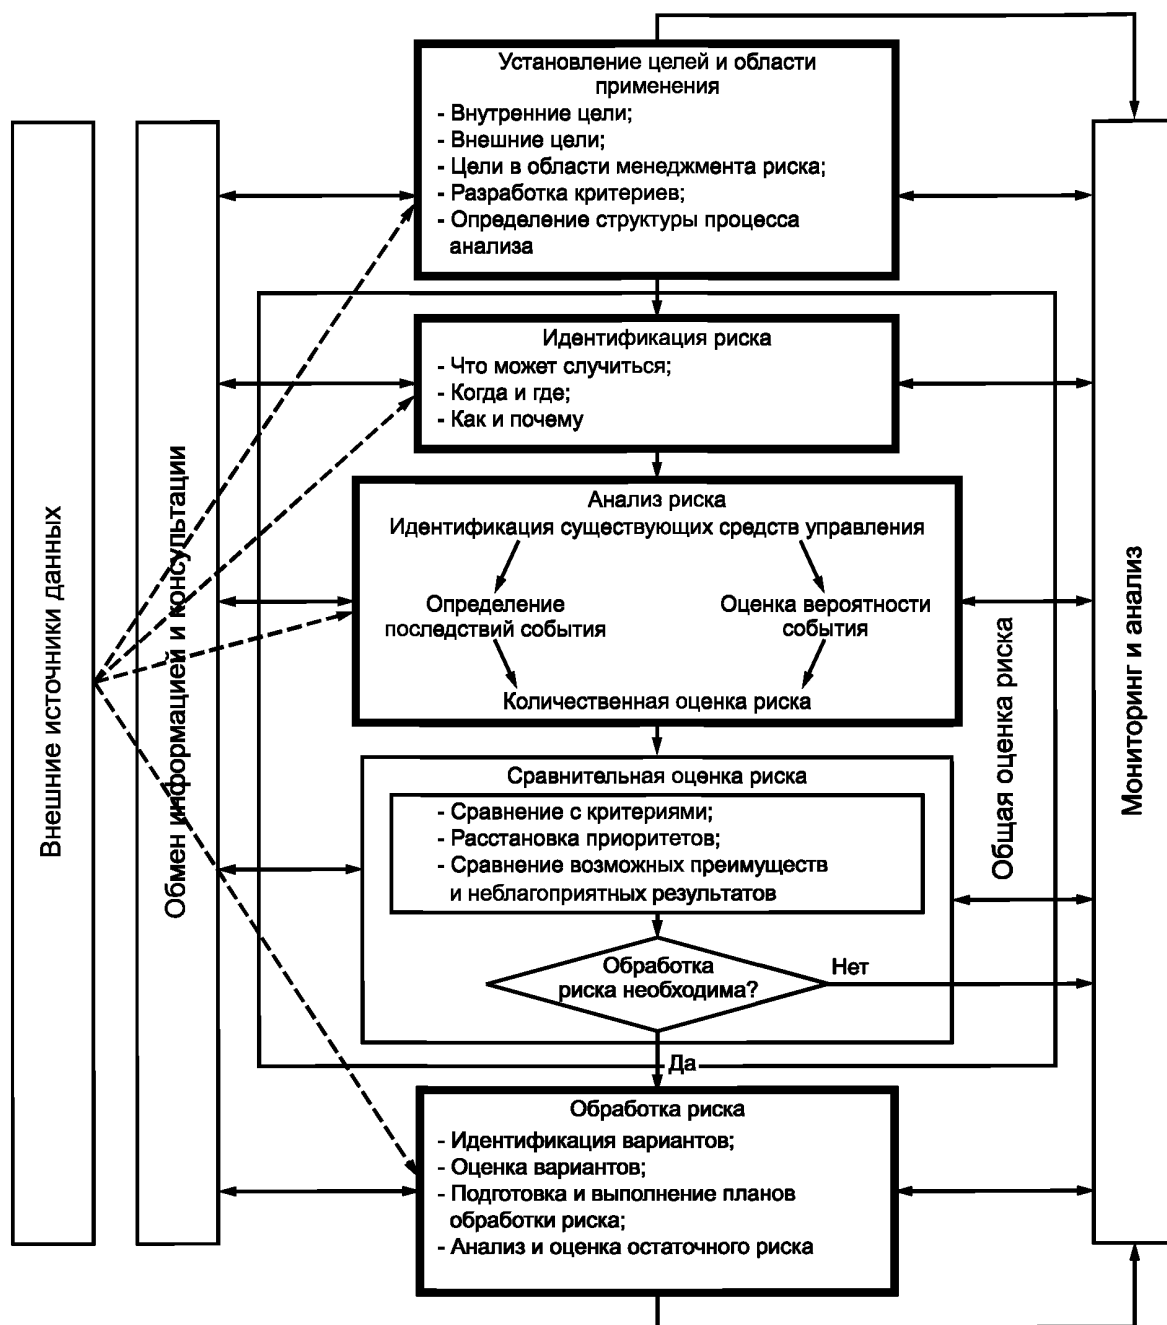 Установление целей и области
применения
- Внутренние цели;
- Внешние цели;
- Цели в области менеджмента риска;
- Разработка критериев;
- Определение структуры процесса
анализа
Идентификация риска
- Что может случиться;
- Когда и где;
- Как и почему
Анализ риска
Идентификация существующих средств управления
Определение
последствий события
Оценка вероятности
события
Количественная оценка риска
Сравнительная оценка риска
- Сравнение с критериями;
- Расстановка приоритетов;
- Сравнение возможных преимуществ
и неблагоприятных результатов
Обработка
риска необходима?
Нет
Да
Обработка риска
- Идентификация вариантов;
- Оценка вариантов;
- Подготовка и выполнение планов
обработки риска;
- Анализ и оценка остаточного риска
Внешние источники данных
Обмен информацией и консультации
Общая оценка риска
Мониторинг и анализ